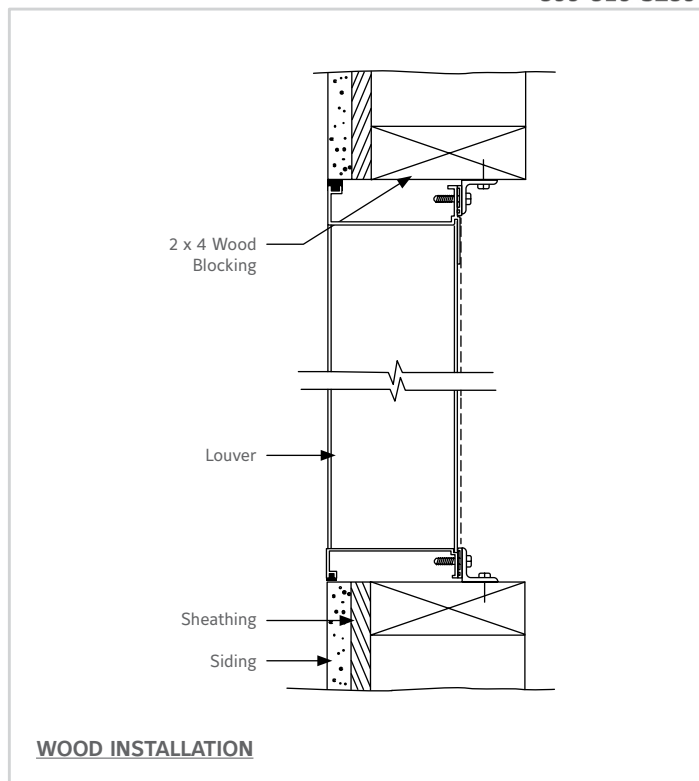 2 x 4 Wood
Blocking
Louver
Sheathing
Siding
WOOD INSTALLATION